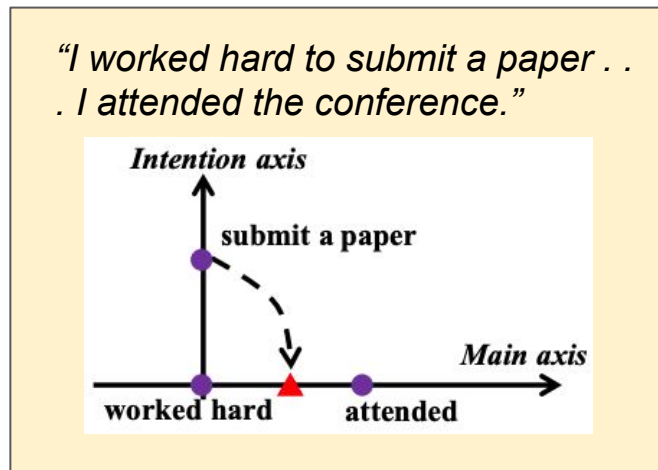 “I worked hard to submit a paper . .
. I attended the conference.”
Intention axis
submit a paper
Main axis
worked hard
attended